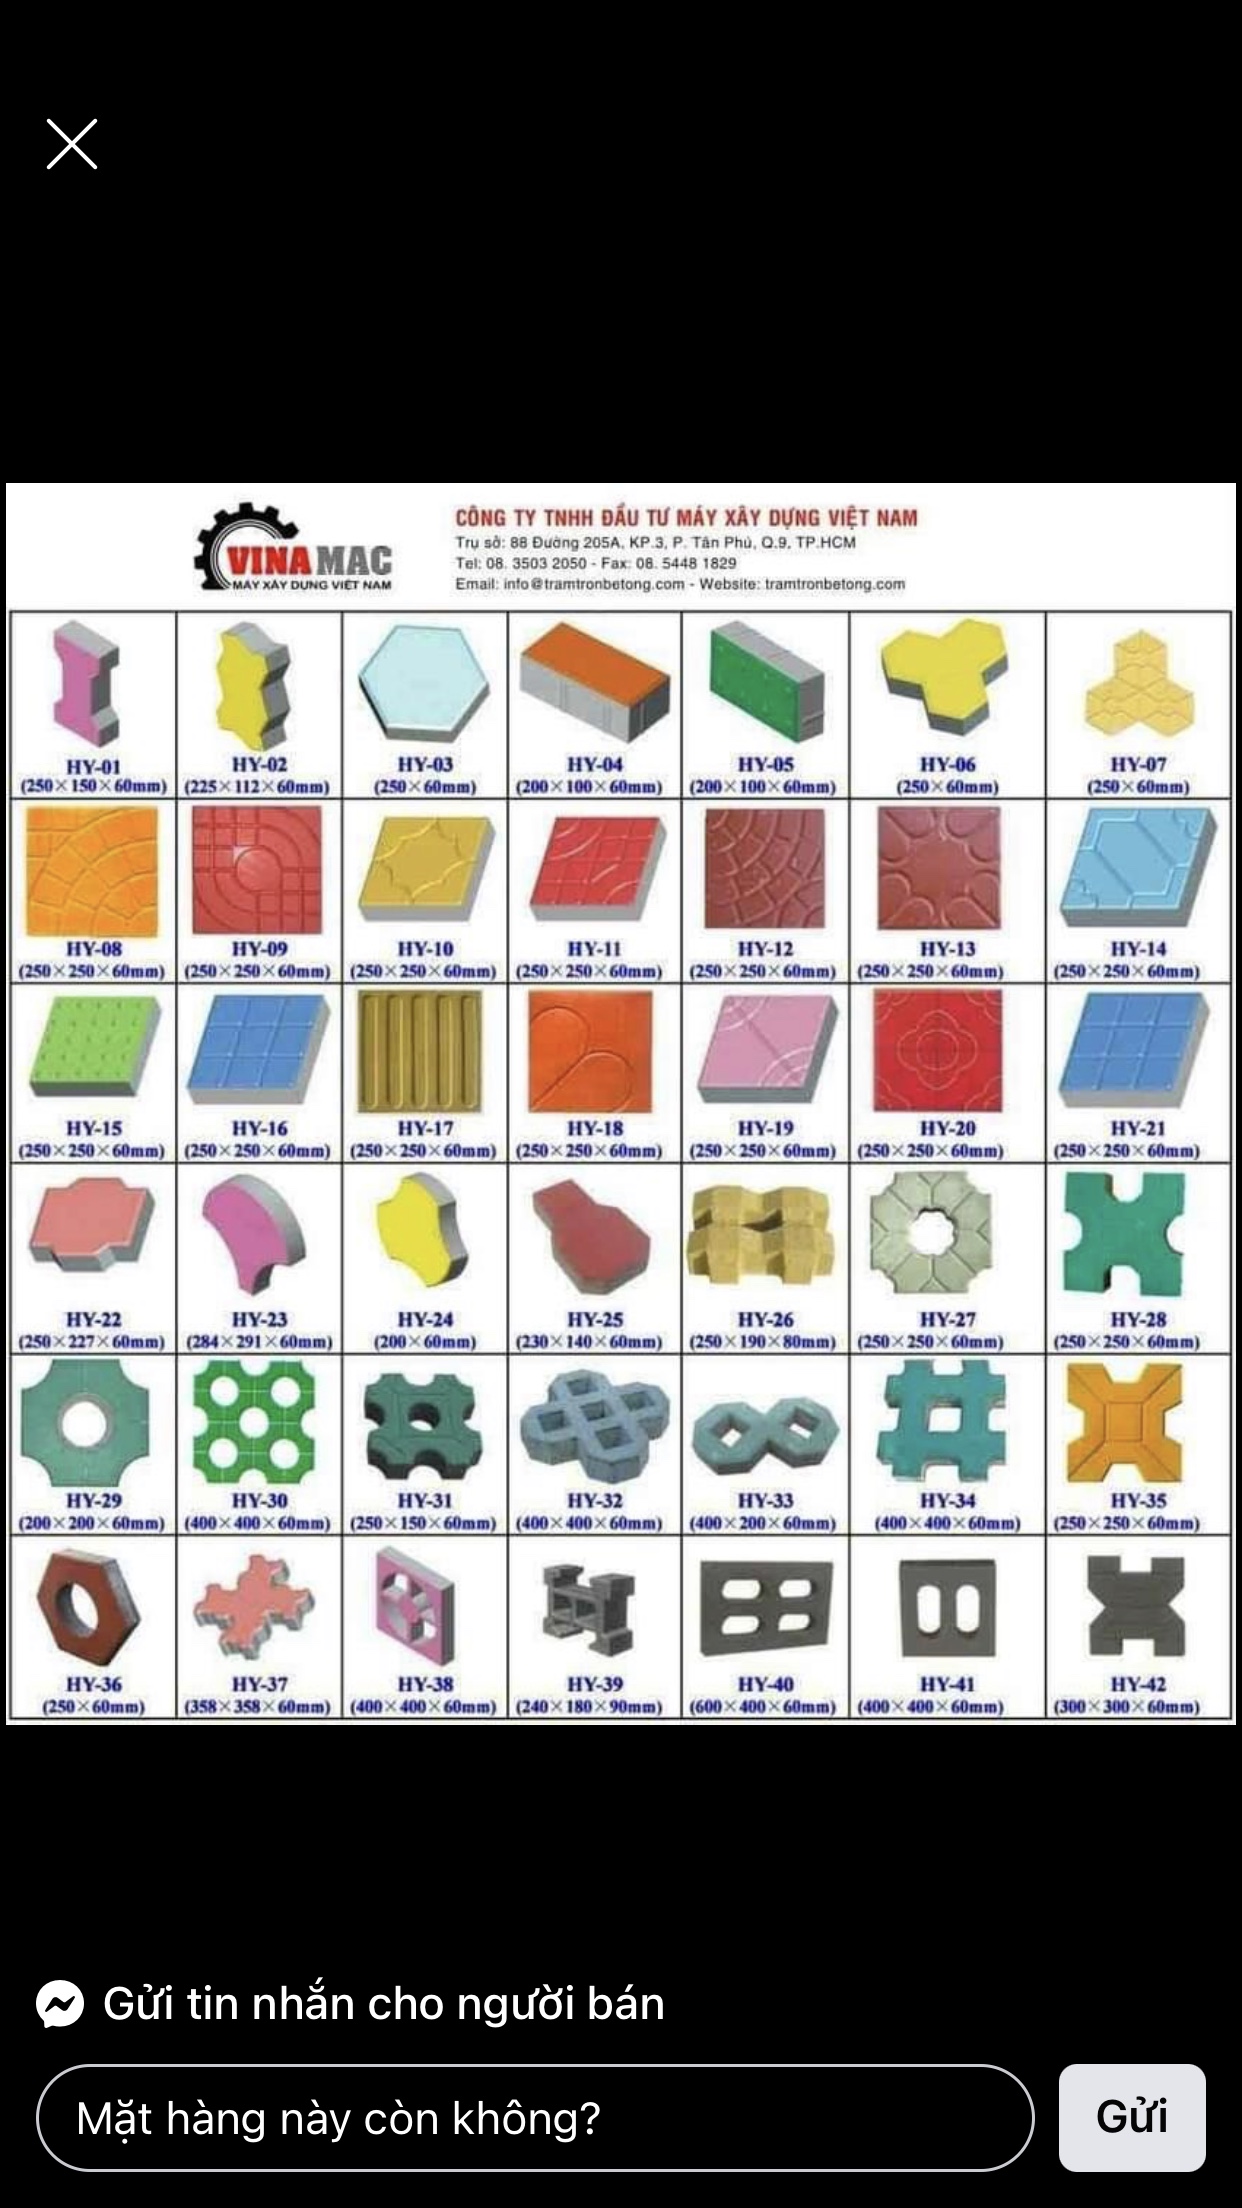 VINA MAC
MÁY XÂY DỰNG VIỆT NAM
CÔNG TY TNHH ĐẦU TƯ MÁY XÂY DỰNG VIỆT NAM
Trụ sở: 88 Đường 205A, KP.3, P. Tân Phú, Q.9, TP.HCM
Tel: 08. 3503 2050 - Fax: 08. 5448 1829
Email: info@tramtronbetong.com - Website: tramtronbetong.com
HY-01 HY-02 HY-03 HY-04 HY-05 HY-06 HY-07
(250×150×60mm) (225×112×60mm) (250×60mm) (200×100×60mm) (200×100×60mm) (250×60mm) (250×60mm)
HY-08 HY-09 HY-10 HY-11 HY-12 HY-13 HY-14
(250×250×60mm) (250×250×60mm) (250×250×60mm) (250×250×60mm) (250×250×60mm) (250×250×60mm) (250×250×60mm)
HY-15 HY-16 HY-17 HY-18 HY-19 HY-20 HY-21
(250×250×60mm) (250×250×60mm) (250×250×60mm) (250×250×60mm) (250×250×60mm) (250×250×60mm) (250×250×60mm)
HY-22 HY-23 HY-24 HY-25 HY-26 HY-27 HY-28
(250×227×60mm) (284×291×60mm) (200×60mm) (230×140×60mm) (250×190×80mm) (250×250×60mm) (250×250×60mm)
HY-29 HY-30 HY-31 HY-32 HY-33 HY-34 HY-35
(200×200×60mm) (400×400×60mm) (250×150×60mm) (400×400×60mm) (400×200×60mm) (400×400×60mm) (250×250×60mm)
HY-36 HY-37 HY-38 HY-39 HY-40 HY-41 HY-42
(250×60mm) (358×358×60mm) (400×400×60mm) (240×180×90mm) (600×400×60mm) (400×400×60mm) (300×300×60mm)
Gửi tin nhắn cho người bán
Mặt hàng này còn không?
Gửi